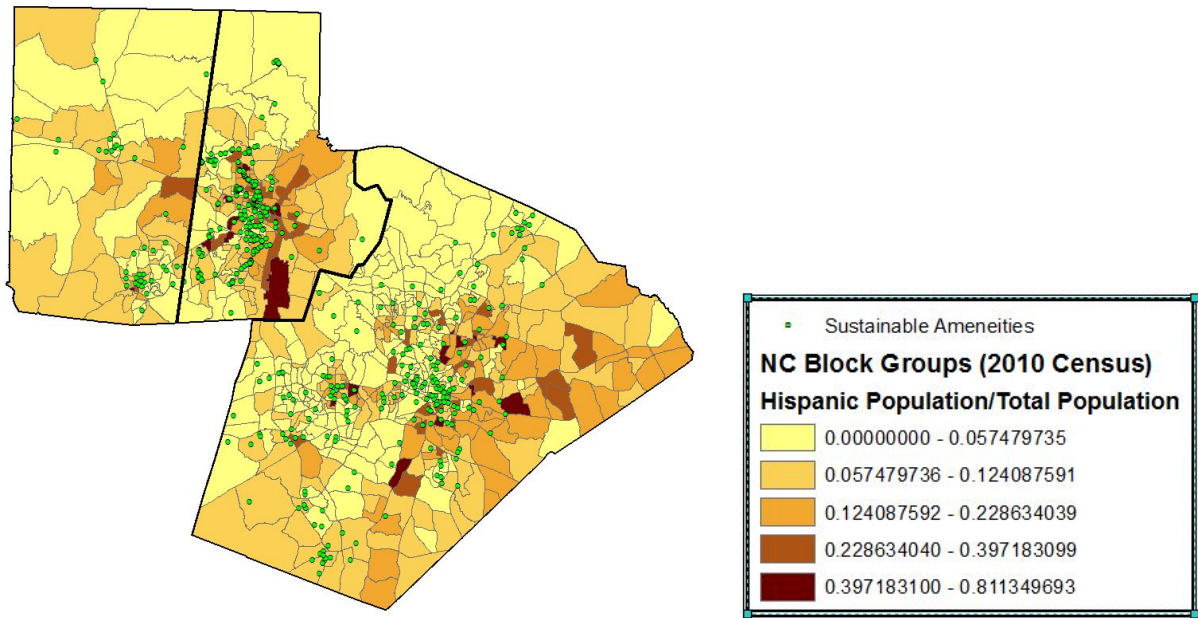 Sustainable Ameneities
NC Block Groups (2010 Census)
Hispanic Population/Total Population
0.00000000 - 0.057479735
0.057479736 - 0.124087591
0.124087592 - 0.228634039
0.228634040 - 0.397183099
0.397183100 - 0.811349693